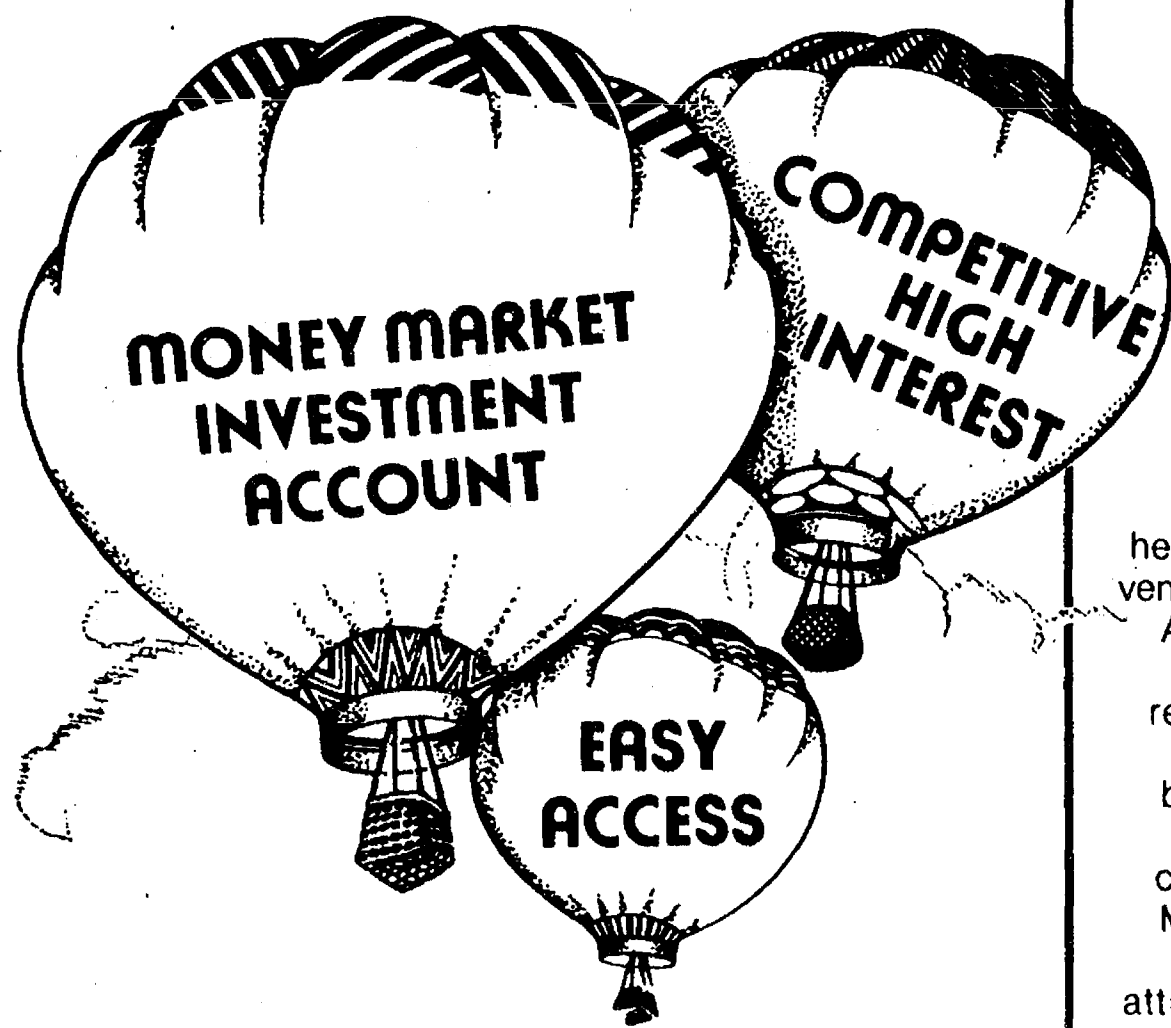 MONEY MARKET
INVESTMENT
ACCOUNT
COMPETITIVE
HIGH
INTEREST
EASY
ACCESS